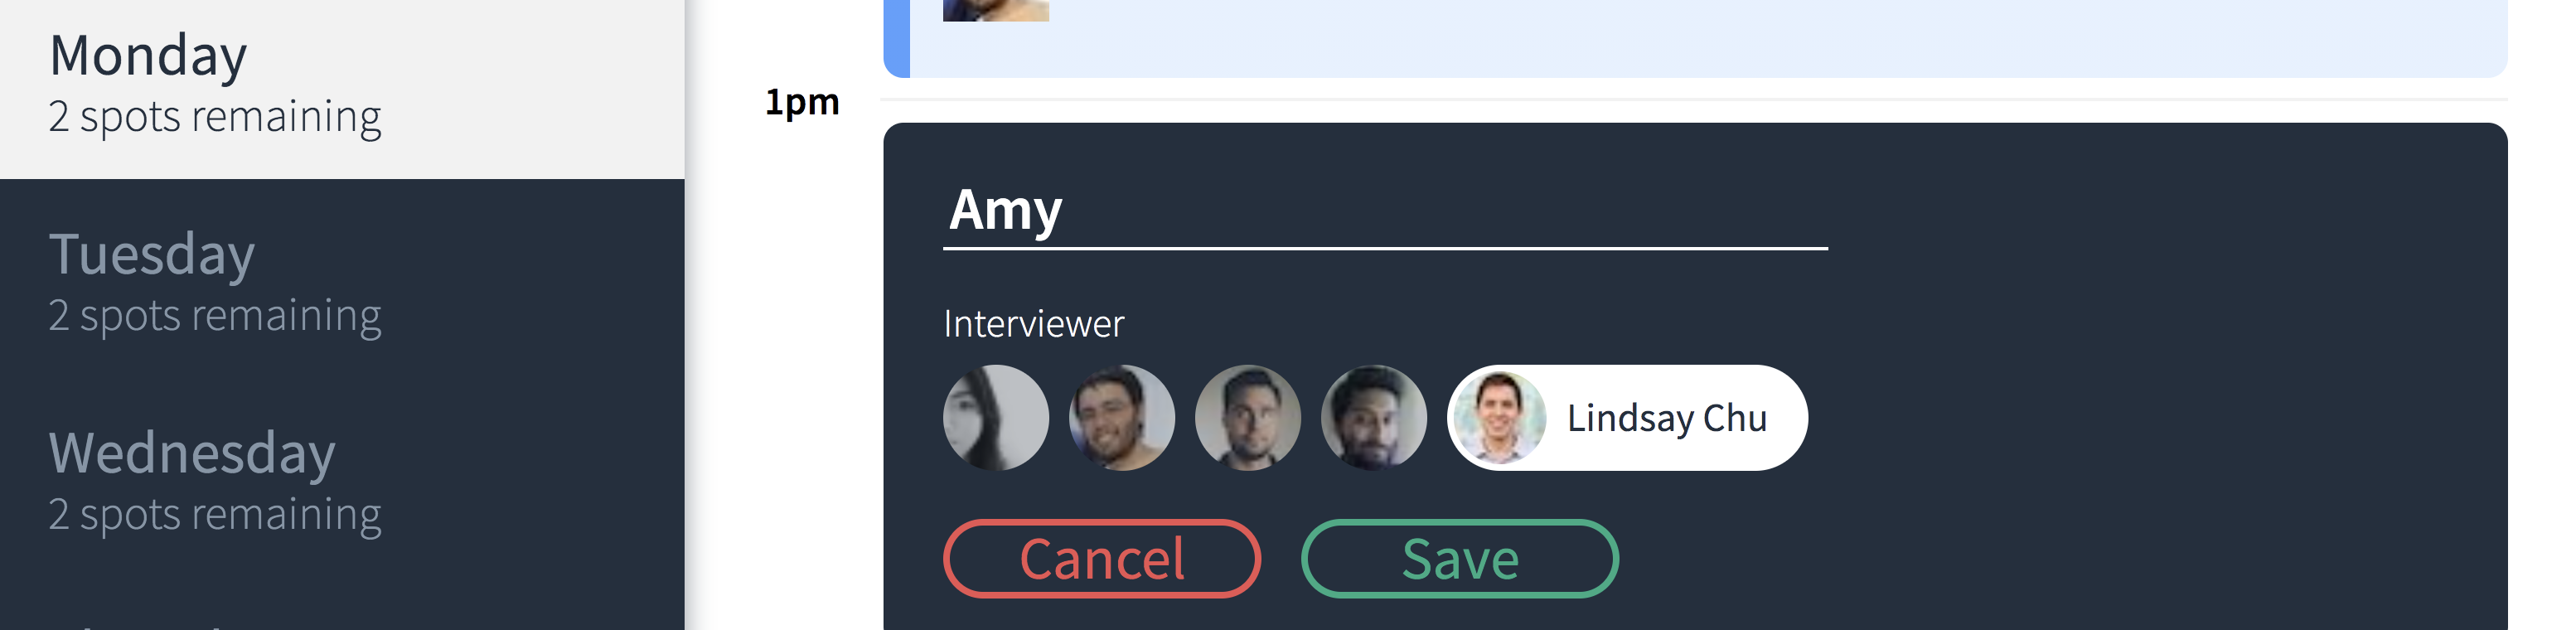 Monday
2 spots remaining
Tuesday
2 spots remaining
Wednesday
2 spots remaining
1pm
Amy
Interviewer
Lindsay Chu
Cancel
Save